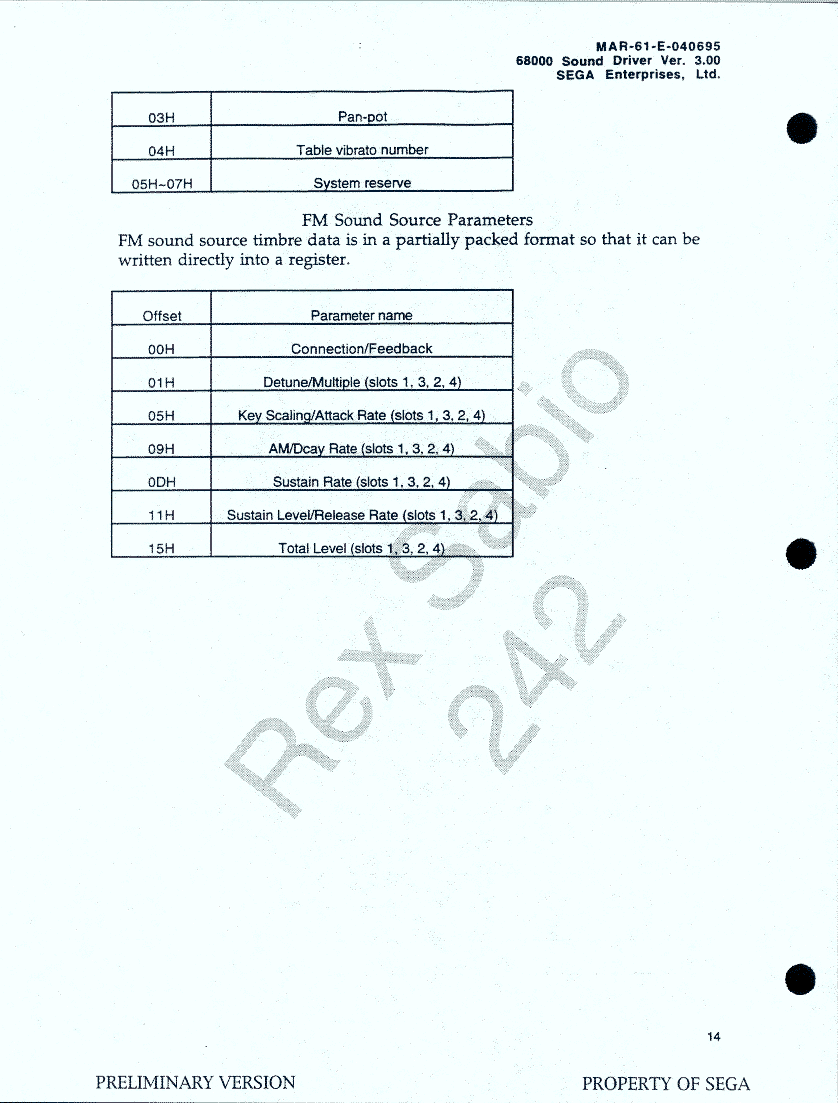 MAR-61-E-040695
68000 Sound Driver Ver. 3.00
SEGA Enterprises, Ltd.
03H Pan-pot
04H Table vibrato number
05H~07H System reserve
FM Sound Source Parameters
FM sound source timbre data is in a partially packed format so that it can be
written directly into a register.
Offset Parameter name
00H Connection/Feedback
01H Detune/Multiple (slots 1, 3, 2, 4)
05H Key Scaling/Attack Rate (slots 1, 3, 2, 4)
09H AM/Dcay Rate (slots 1, 3, 2, 4)
0DH Sustain Rate (slots 1, 3, 2, 4)
11H Sustain Level/Release Rate (slots 1, 3, 2, 4)
15H Total Level (slots 1, 3, 2, 4)
Rex Sabio
242
14
PRELIMINARY VERSION PROPERTY OF SEGA